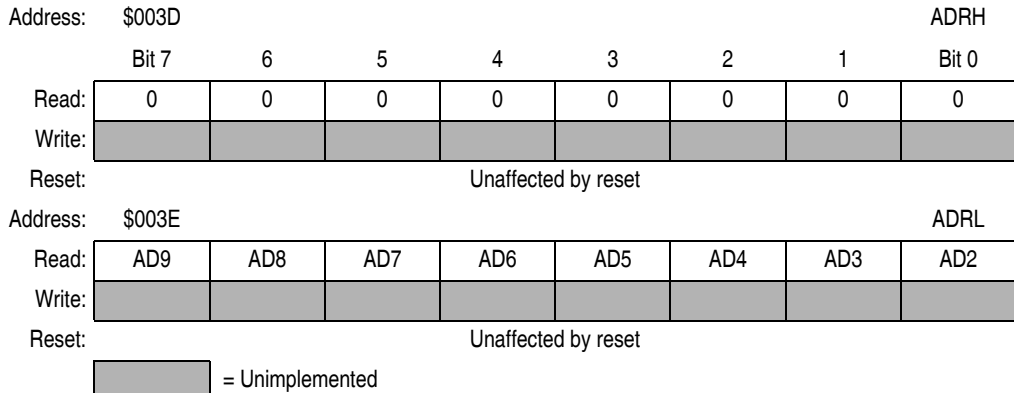 Address: $003D ADRH
Bit 7 6 5 4 3 2 1 Bit 0
Read: 0 0 0 0 0 0 0 0
Write:
Reset: Unaffected by reset
Address: $003E ADRL
Read: AD9 AD8 AD7 AD6 AD5 AD4 AD3 AD2
Write:
Reset: Unaffected by reset
= Unimplemented